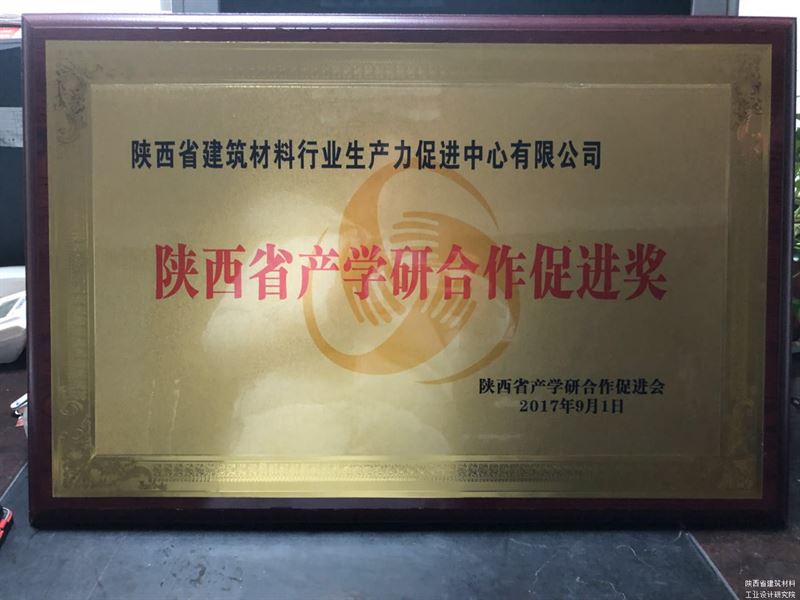 陕西省建筑材料行业生产力促进中心有限公司
陕西省产学研合作促进奖
陕西省产学研合作促进会
2017年9月1日
陕西省建筑材料
工业设计研究院